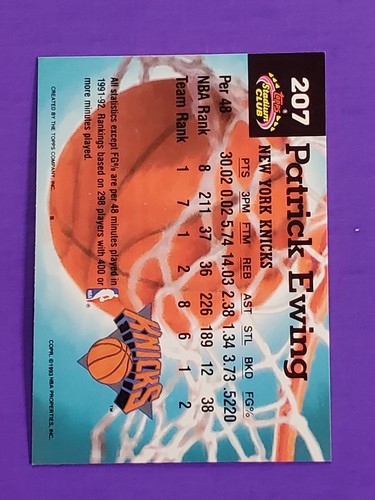 207
Topps
Stadium
CLUB
Patrick Ewing
NEW YORK KNICKS
PTS 3PM FTM REB AST STL BKD FG%
Per 48 30.02 0.02 5.74 14.03 2.38 1.34 3.73 .5220
NBA Rank 8 211 37 36 226 189 12 38
Team Rank 1 7 1 2 8 6 1 2
All statistics except FG% are per 48 minutes played in
1991-92. Rankings based on 298 players with 400 or
more minutes played.
NBA
®
KNICKS
TM
CREATED BY THE TOPPS COMPANY, INC. B COPR. ©1993 NBA PROPERTIES, INC.